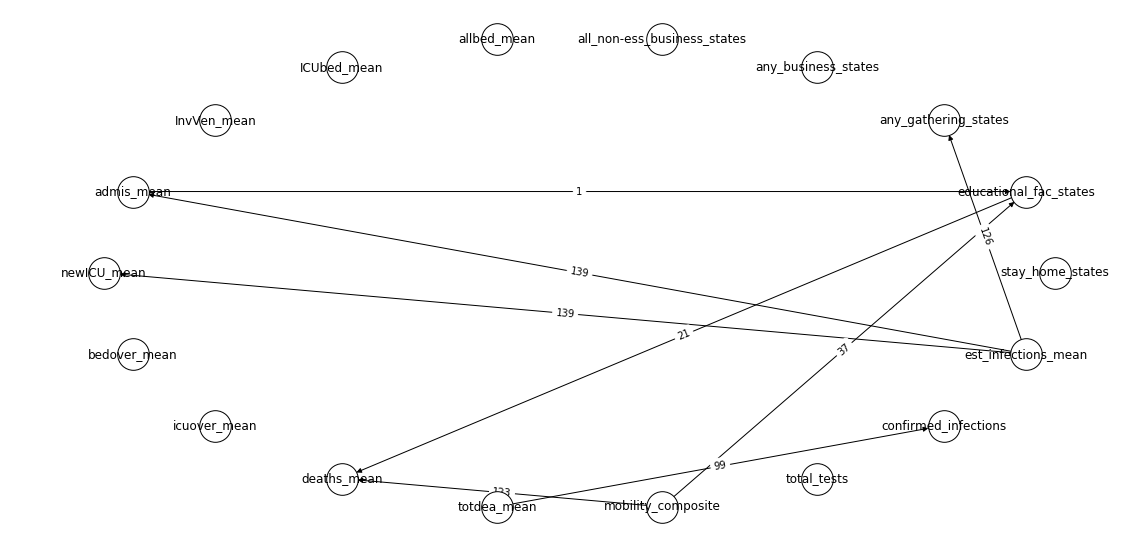 allbed_mean
all_non-ess_business_states
ICUbed_mean
any_business_states
InvVen_mean
any_gathering_states
admis_mean
1
educational_fac_states
126
newICU_mean
139
stay_home_states
139
21
37
bedover_mean
est_infections_mean
icuover_mean
confirmed_infections
99
deaths_mean
123
total_tests
totdea_mean
mobility_composite